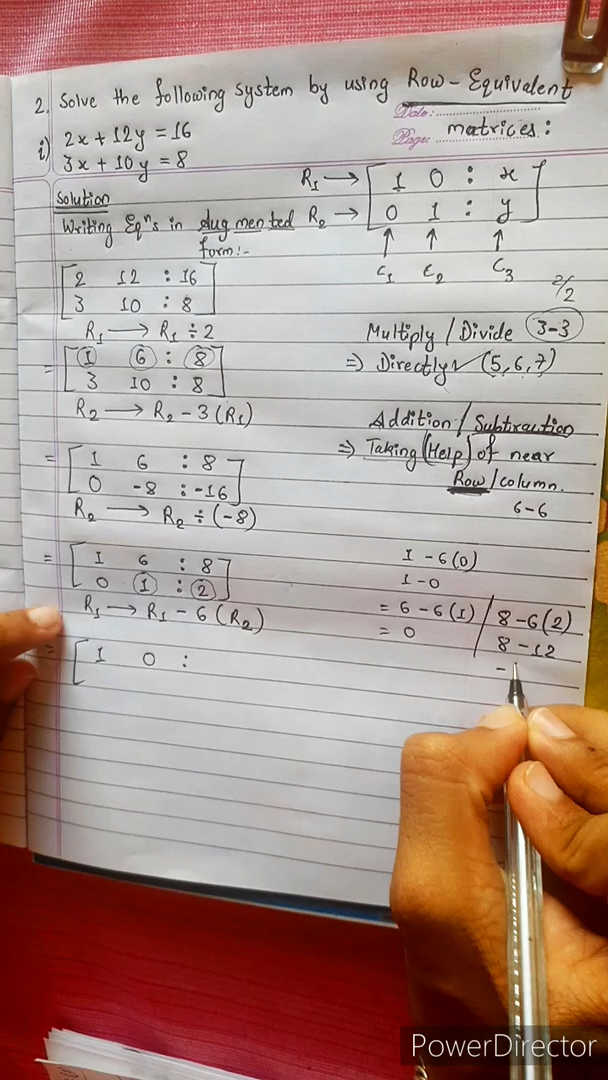 2. Solve the following system by using Row-Equivalent
Date:
Page: matrices:
i) 2x + 12y = 16
3x + 10y = 8
R₁ → [ 1 0 : x ]
R₂ → [ 0 1 : y ]
↑ ↑ ↑
C₁ C₂ C₃
Solution
Writing Eqⁿs in Augmented
form:-
[ 2 12 : 16
3 10 : 8 ]
R₁ → R₁ ÷ 2
= [ 1 6 : 8
3 10 : 8 ]
R₂ → R₂ - 3(R₁)
= [ 1 6 : 8
0 -8 : -16 ]
R₂ → R₂ ÷ (-8)
= [ 1 6 : 8
0 1 : 2 ]
R₁ → R₁ - 6(R₂)
= [ 1 0 :
2/2
Multiply / Divide 3-3
⇒ Directly ✓ (5, 6, 7)
Addition / Subtraction
⇒ Taking (Help) of near
Row/column.
6-6
1 - 6(0)
1 - 0
= 6 - 6(1) / 8 - 6(2)
= 0 / 8 - 12
-
PowerDirector